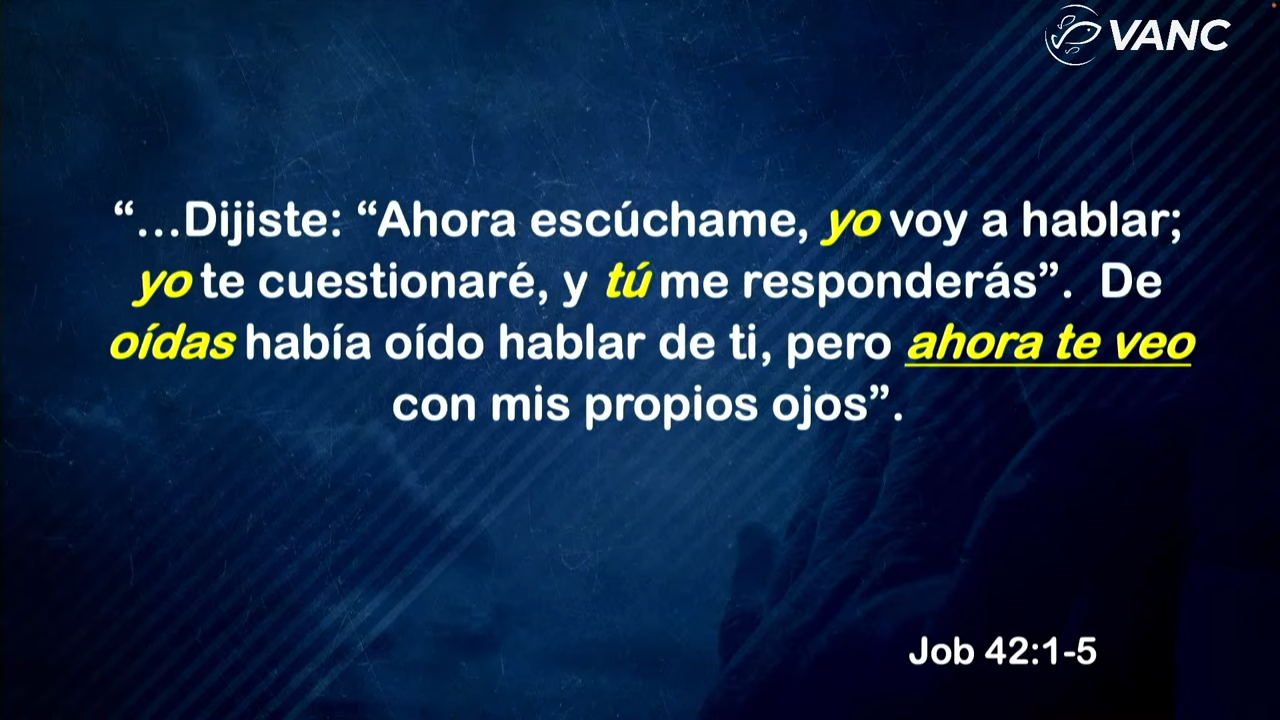 VANC
“…Dijiste: “Ahora escúchame, yo voy a hablar;
yo te cuestionaré, y tú me responderás”. De
oídas había oído hablar de ti, pero ahora te veo
con mis propios ojos”.
Job 42:1-5